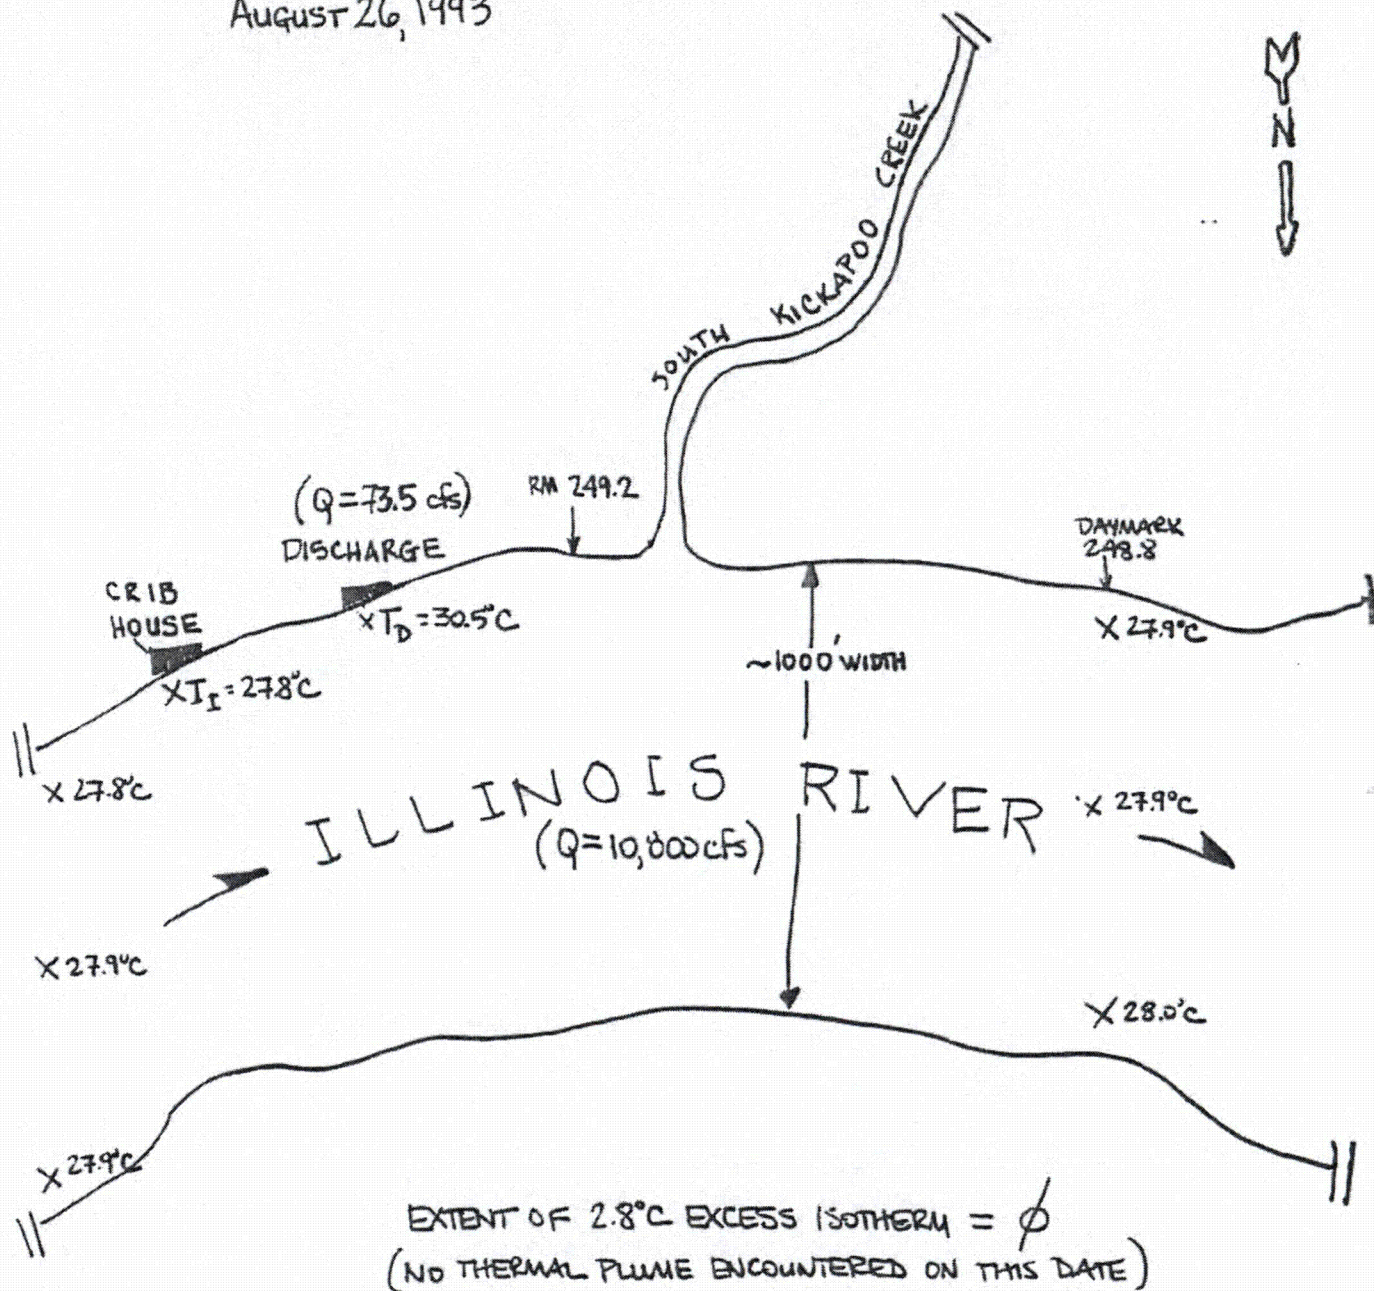 AUGUST 26, 1993
N
SOUTH KICKAPOO CREEK
(Q=73.5 cfs)
DISCHARGE
RM 249.2
DAYMARK
248.8
CRIB
HOUSE
XT_D=30.5°C
X 27.9°C
~1000' WIDTH
XT_I=27.8°C
X 27.8°C
ILLINOIS RIVER
X 27.9°C
(Q=10,800cfs)
X 27.9°C
X 28.0°C
X 27.9°C
EXTENT OF 2.8°C EXCESS ISOTHERM = ϕ
(NO THERMAL PLUME ENCOUNTERED ON THIS DATE)